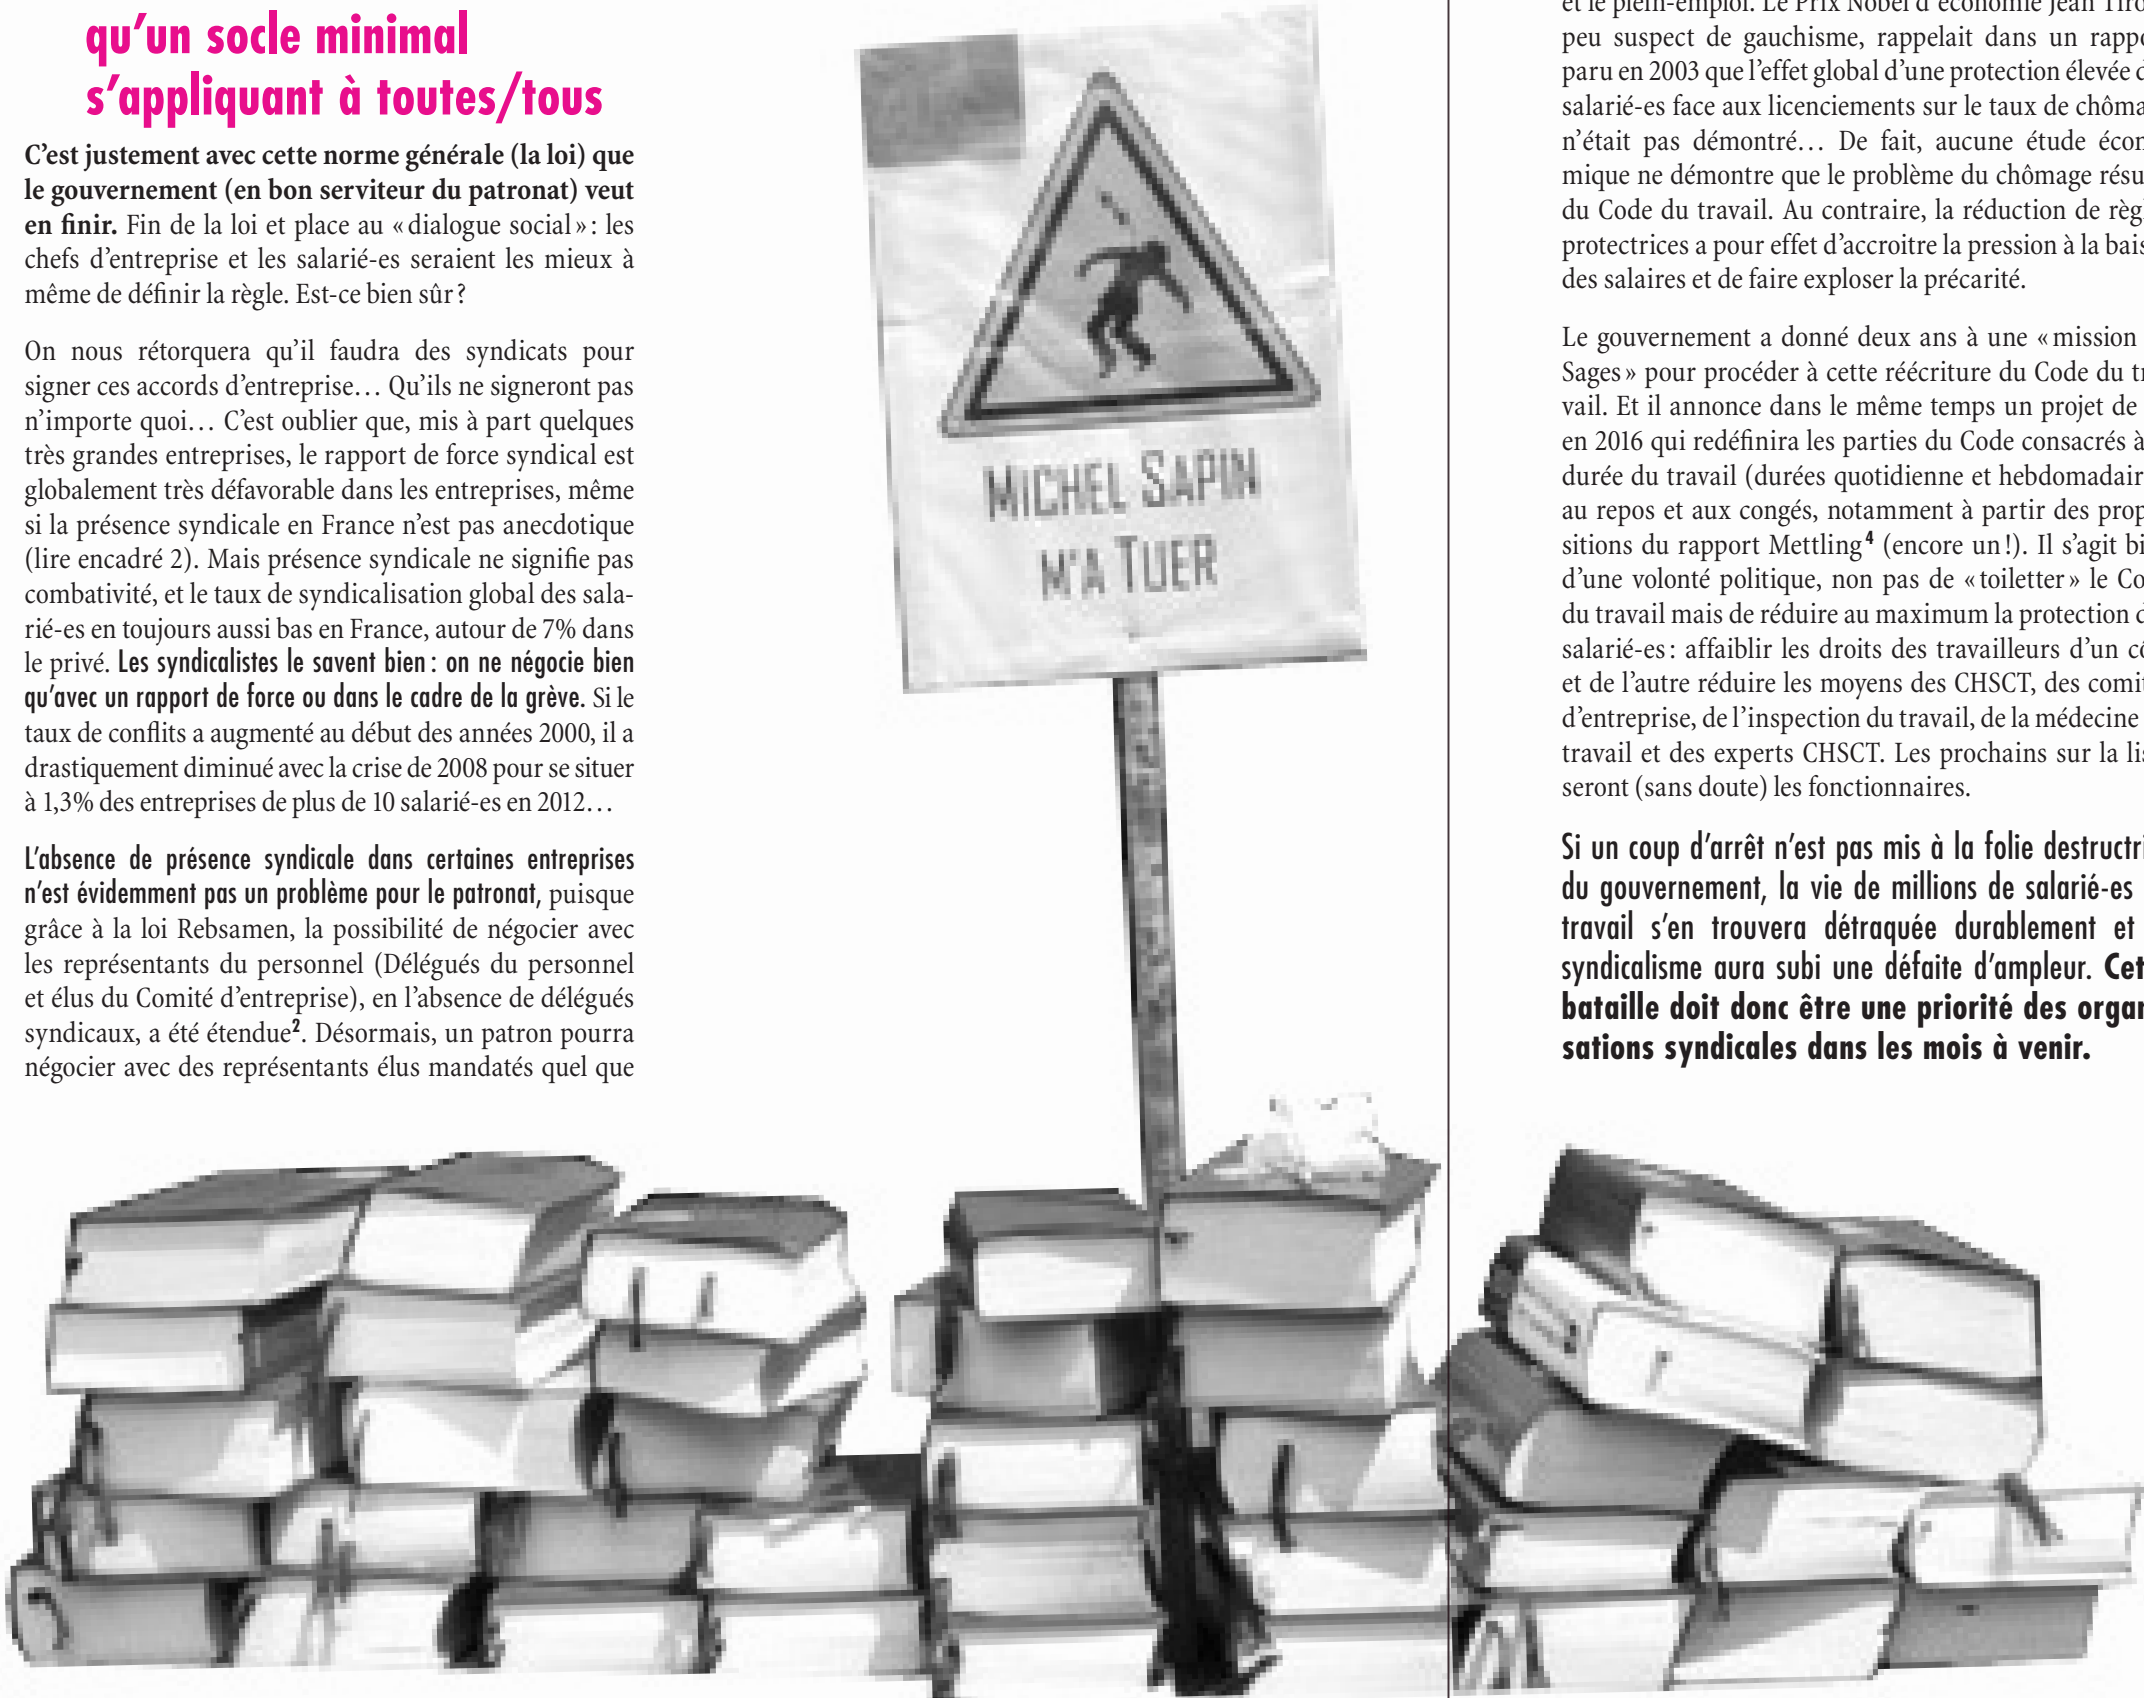 qu’un socle minimal
s’appliquant à toutes/tous
C’est justement avec cette norme générale (la loi) que
le gouvernement (en bon serviteur du patronat) veut
en finir. Fin de la loi et place au « dialogue social » : les
chefs d’entreprise et les salarié-es seraient les mieux à
même de définir la règle. Est-ce bien sûr ?
On nous rétorquera qu’il faudra des syndicats pour
signer ces accords d’entreprise… Qu’ils ne signeront pas
n’importe quoi… C’est oublier que, mis à part quelques
très grandes entreprises, le rapport de force syndical est
globalement très défavorable dans les entreprises, même
si la présence syndicale en France n’est pas anecdotique
(lire encadré 2). Mais présence syndicale ne signifie pas
combativité, et le taux de syndicalisation global des sala-
rié-es en toujours aussi bas en France, autour de 7% dans
le privé. Les syndicalistes le savent bien : on ne négocie bien
qu’avec un rapport de force ou dans le cadre de la grève. Si le
taux de conflits a augmenté au début des années 2000, il a
drastiquement diminué avec la crise de 2008 pour se situer
à 1,3% des entreprises de plus de 10 salarié-es en 2012…
L’absence de présence syndicale dans certaines entreprises
n’est évidemment pas un problème pour le patronat, puisque
grâce à la loi Rebsamen, la possibilité de négocier avec
les représentants du personnel (Délégués du personnel
et élus du Comité d’entreprise), en l’absence de délégués
syndicaux, a été étendue². Désormais, un patron pourra
négocier avec des représentants élus mandatés quel que
MICHEL SAPIN
M'A TUER
et le plein-emploi. Le Prix Nobel d’économie Jean Tiro
peu suspect de gauchisme, rappelait dans un rappo
paru en 2003 que l’effet global d’une protection élevée d
salarié-es face aux licenciements sur le taux de chôma
n’était pas démontré… De fait, aucune étude écon
mique ne démontre que le problème du chômage résu
du Code du travail. Au contraire, la réduction de règ
protectrices a pour effet d’accroitre la pression à la bais
des salaires et de faire exploser la précarité.
Le gouvernement a donné deux ans à une « mission
Sages » pour procéder à cette réécriture du Code du tr
vail. Et il annonce dans le même temps un projet de
en 2016 qui redéfinira les parties du Code consacrés à
durée du travail (durées quotidienne et hebdomadair
au repos et aux congés, notamment à partir des prop
sitions du rapport Mettling⁴ (encore un !). Il s’agit bi
d’une volonté politique, non pas de « toiletter » le Co
du travail mais de réduire au maximum la protection d
salarié-es : affaiblir les droits des travailleurs d’un cô
et de l’autre réduire les moyens des CHSCT, des comit
d’entreprise, de l’inspection du travail, de la médecine
travail et des experts CHSCT. Les prochains sur la lis
seront (sans doute) les fonctionnaires.
Si un coup d’arrêt n’est pas mis à la folie destructri
du gouvernement, la vie de millions de salarié-es
travail s’en trouvera détraquée durablement et
syndicalisme aura subi une défaite d’ampleur. Cet
bataille doit donc être une priorité des organ
sations syndicales dans les mois à venir.